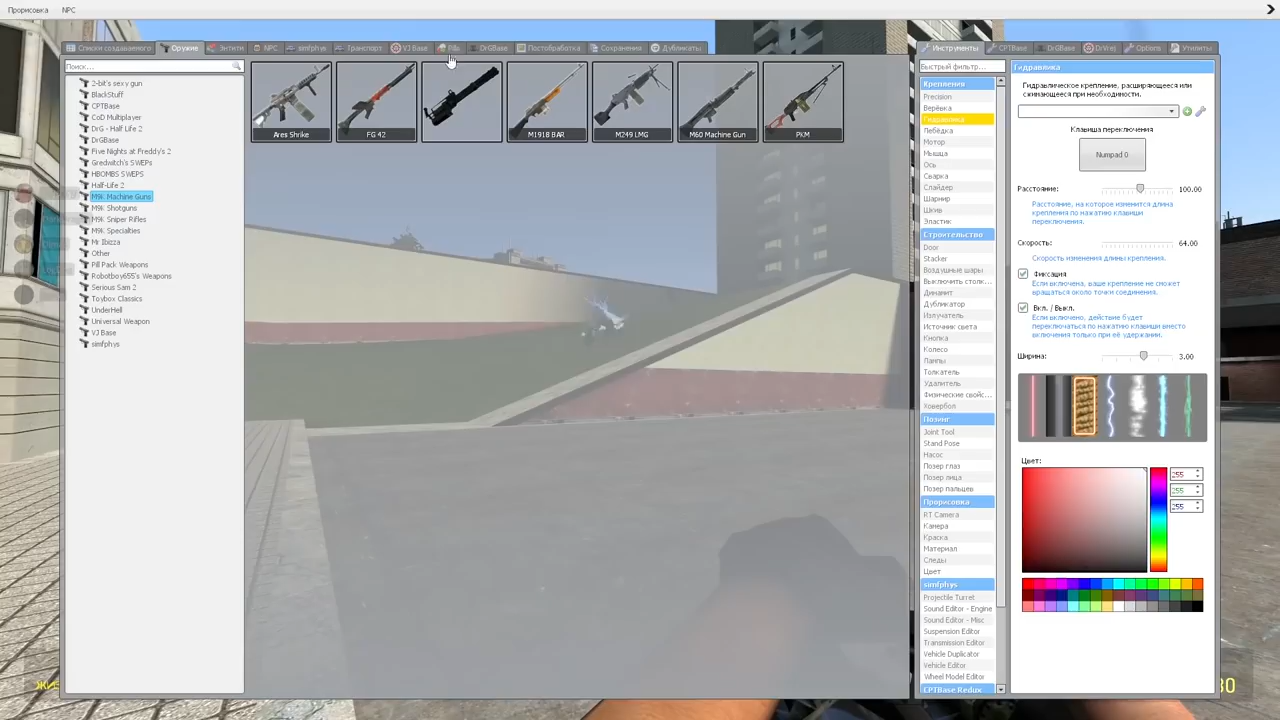 Прорисовка NPC
Списки создаваемого Оружие Энтити NPC simfphys Транспорт VJ Base Pills DrGBase Постобработка Сохранения Дубликаты
Поиск...
2-bit's sexy gun
BlackStuff
CPTBase
CoD Multiplayer
DrG - Half Life 2
DrGBase
Five Nights at Freddy's 2
Gredwitch's SWEPs
HBOMBS SWEPS
Half-Life 2
M9K Machine Guns
M9K Shotguns
M9K Sniper Rifles
M9K Specialties
Mr Ibizza
Other
Pill Pack Weapons
Robotboy655's Weapons
Serious Sam 2
Toybox Classics
UnderHell
Universal Weapon
VJ Base
simfphys
Ares Shrike
FG 42
M1918 BAR
M249 LMG
M60 Machine Gun
PKM
Инструменты CPTBase DrGBase DrVrej Options Утилиты
Быстрый фильтр...
Крепления
Precision
Верёвка
Гидравлика
Лебёдка
Мотор
Мышца
Ось
Сварка
Слайдер
Шарнир
Шкив
Эластик
Строительство
Door
Stacker
Воздушные шары
Выключить столк...
Динамит
Дубликатор
Излучатель
Источник света
Кнопка
Колесо
Лампы
Толкатель
Удалитель
Физические свойс...
Ховербол
Позинг
Joint Tool
Stand Pose
Насос
Позер глаз
Позер лица
Позер пальцев
Прорисовка
RT Camera
Камера
Краска
Материал
Следы
Цвет
simfphys
Projectile Turret
Sound Editor - Engine
Sound Editor - Misc
Suspension Editor
Transmission Editor
Vehicle Duplicator
Vehicle Editor
Wheel Model Editor
CPTBase Redux
Гидравлика
Гидравлическое крепление, расширяющееся или
сжимающееся при необходимости.
Клавиша переключения
Numpad 0
Расстояние: 100.00
Расстояние, на которое изменится длина
крепления по нажатию клавиши
переключения.
Скорость: 64.00
Скорость изменения длины крепления.
Фиксация
Если включена, ваше крепление не сможет
вращаться около точки соединения.
Вкл. / Выкл.
Если включено, действие будет
переключаться по нажатию клавиши вместо
включения только при её удержании.
Ширина: 3.00
Цвет:
255
255
255